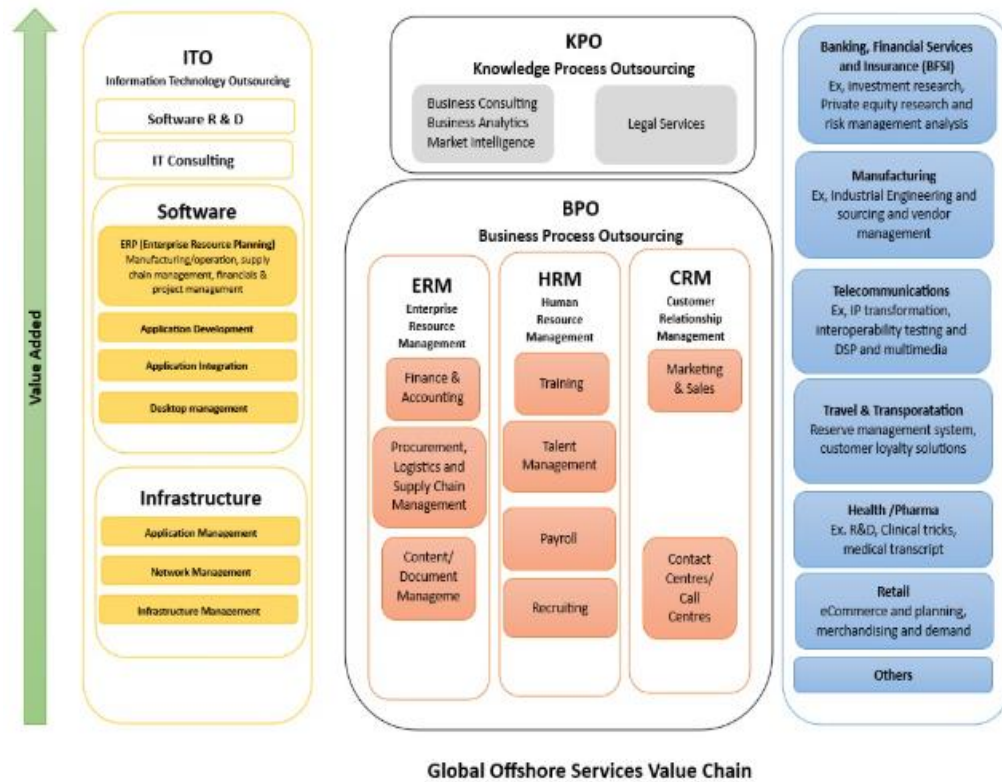 Value Added
ITO
Information Technology Outsourcing
Software R & D
IT Consulting
Software
ERP (Enterprise Resource Planning)
Manufacturing/operation, supply
chain management, financials &
project management
Application Development
Application Integration
Desktop management
Infrastructure
Application Management
Network Management
Infrastructure Management
KPO
Knowledge Process Outsourcing
Business Consulting
Business Analytics
Market Intelligence
Legal Services
BPO
Business Process Outsourcing
ERM
Enterprise
Resource
Management
Finance &
Accounting
Procurement,
Logistics and
Supply Chain
Management
Content/
Document
Manageme
HRM
Human
Resource
Management
Training
Talent
Management
Payroll
Recruiting
CRM
Customer
Relationship
Management
Marketing
& Sales
Contact
Centres/
Call
Centres
Banking, Financial Services
and Insurance (BFSI)
Ex, Investment research,
Private equity research and
risk management analysis
Manufacturing
Ex, Industrial Engineering and
sourcing and vendor
management
Telecommunications
Ex, IP transformation,
interoperability testing and
DSP and multimedia
Travel & Transporatation
Reserve management system,
customer loyalty solutions
Health /Pharma
Ex. R&D, Clinical tricks,
medical transcript
Retail
eCommerce and planning,
merchandising and demand
Others
Global Offshore Services Value Chain